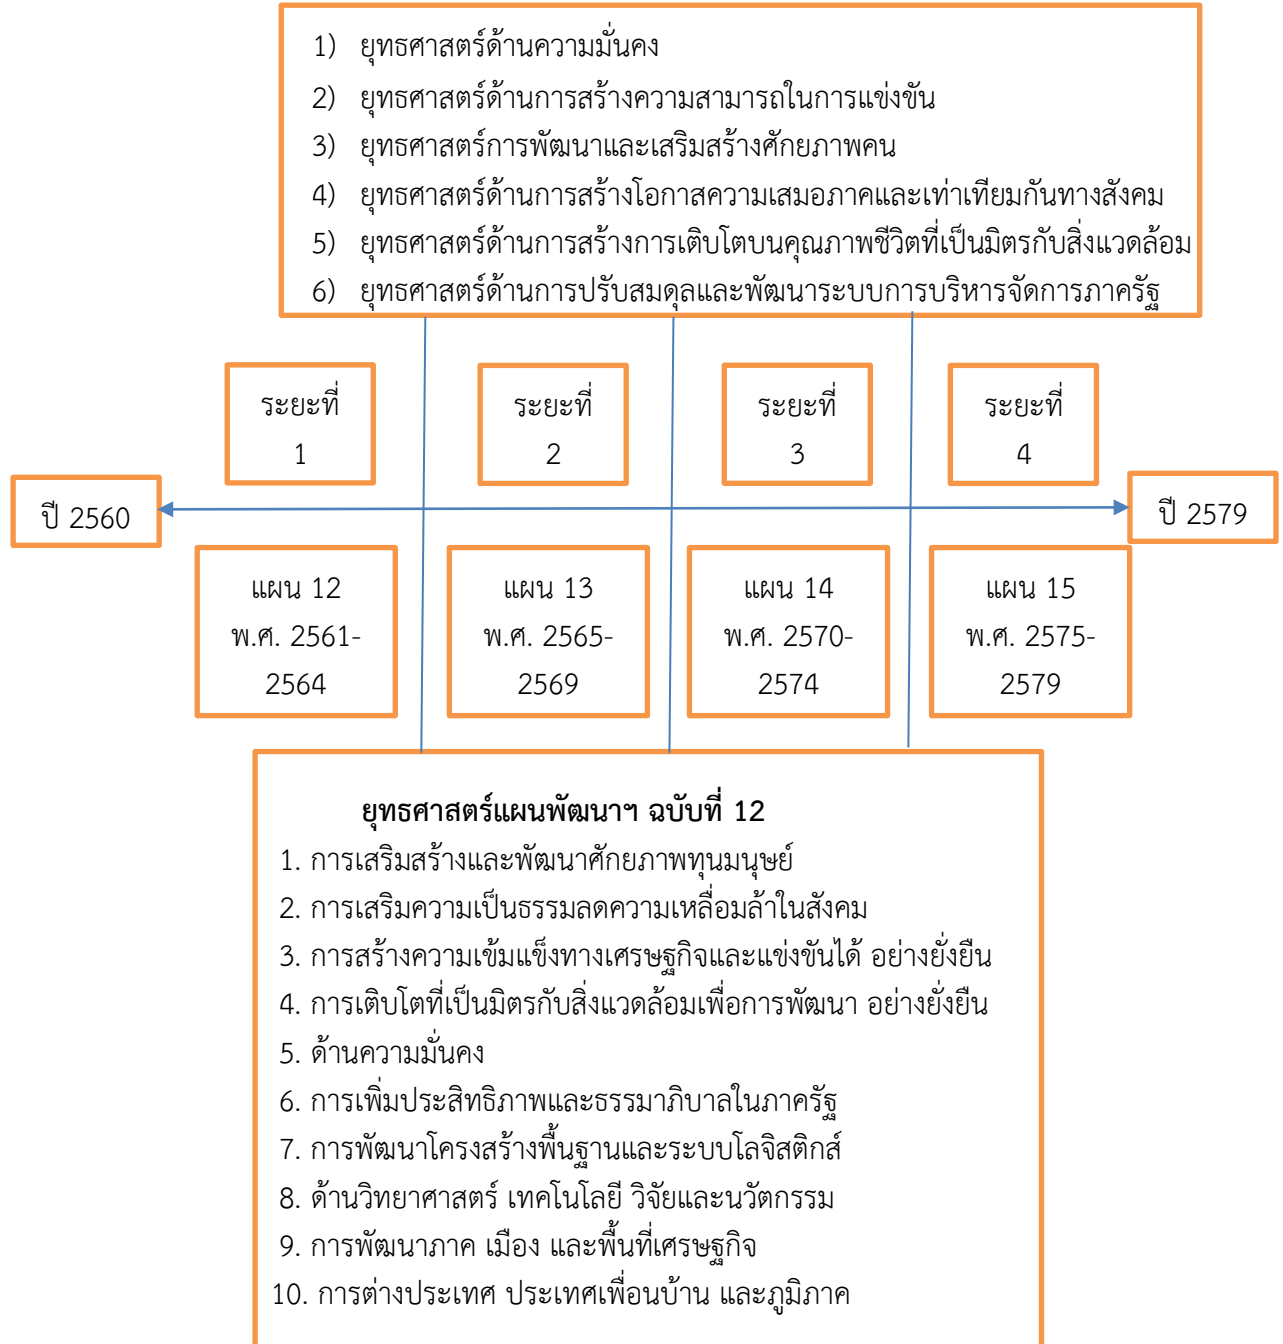 1) ยุทธศาสตร์ด้านความมั่นคง
2) ยุทธศาสตร์ด้านการสร้างความสามารถในการแข่งขัน
3) ยุทธศาสตร์การพัฒนาและเสริมสร้างศักยภาพคน
4) ยุทธศาสตร์ด้านการสร้างโอกาสความเสมอภาคและเท่าเทียมกันทางสังคม
5) ยุทธศาสตร์ด้านการสร้างการเติบโตบนคุณภาพชีวิตที่เป็นมิตรกับสิ่งแวดล้อม
6) ยุทธศาสตร์ด้านการปรับสมดุลและพัฒนาระบบการบริหารจัดการภาครัฐ
ระยะที่
1
ระยะที่
2
ระยะที่
3
ระยะที่
4
ปี 2560
ปี 2579
แผน 12
พ.ศ. 2561-
2564
แผน 13
พ.ศ. 2565-
2569
แผน 14
พ.ศ. 2570-
2574
แผน 15
พ.ศ. 2575-
2579
ยุทธศาสตร์แผนพัฒนาฯ ฉบับที่ 12
1. การเสริมสร้างและพัฒนาศักยภาพทุนมนุษย์
2. การเสริมความเป็นธรรมลดความเหลื่อมล้าในสังคม
3. การสร้างความเข้มแข็งทางเศรษฐกิจและแข่งขันได้ อย่างยั่งยืน
4. การเติบโตที่เป็นมิตรกับสิ่งแวดล้อมเพื่อการพัฒนา อย่างยั่งยืน
5. ด้านความมั่นคง
6. การเพิ่มประสิทธิภาพและธรรมาภิบาลในภาครัฐ
7. การพัฒนาโครงสร้างพื้นฐานและระบบโลจิสติกส์
8. ด้านวิทยาศาสตร์ เทคโนโลยี วิจัยและนวัตกรรม
9. การพัฒนาภาค เมือง และพื้นที่เศรษฐกิจ
10. การต่างประเทศ ประเทศเพื่อนบ้าน และภูมิภาค